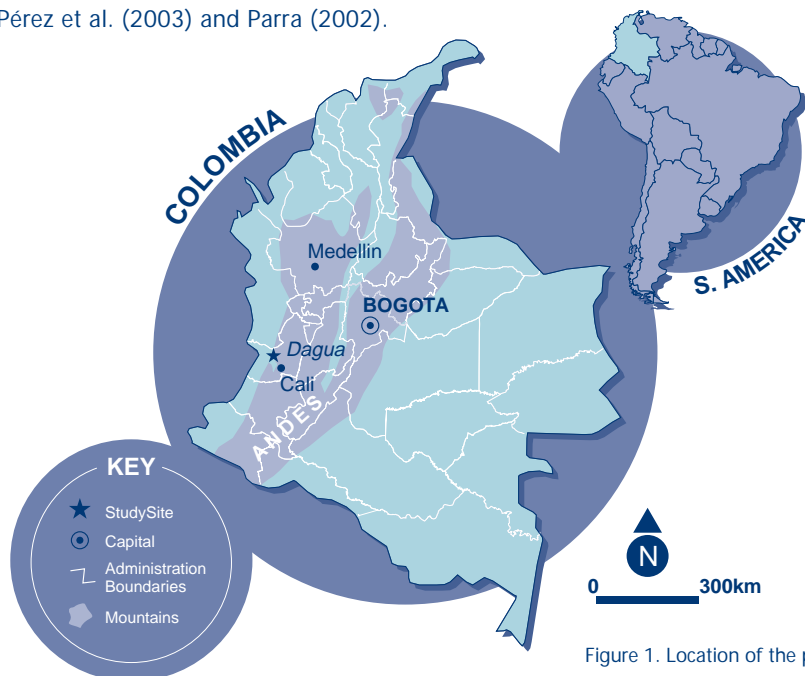 Pérez et al. (2003) and Parra (2002).
COLOMBIA
S. AMERICA
Medellin
BOGOTA
Dagua
Cali
ANDES
KEY
StudySite
Capital
Administration
Boundaries
Mountains
N
0 300km
Figure 1. Location of the p